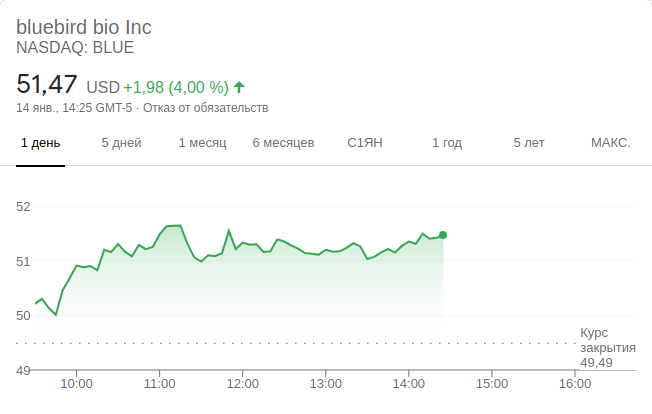 bluebird bio Inc
NASDAQ: BLUE
51,47 USD +1,98 (4,00 %)
14 янв., 14:25 GMT-5 · Отказ от обязательств
1 день 5 дней 1 месяц 6 месяцев С1ЯН 1 год 5 лет МАКС.
52
51
50
Курс
закрытия
49,49
49
10:00 11:00 12:00 13:00 14:00 15:00 16:00